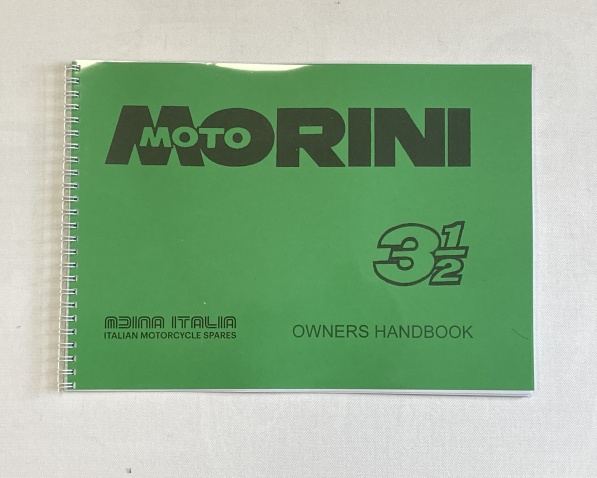 MOTO MORINI
3 1/2
MDINA ITALIA
ITALIAN MOTORCYCLE SPARES
OWNERS HANDBOOK